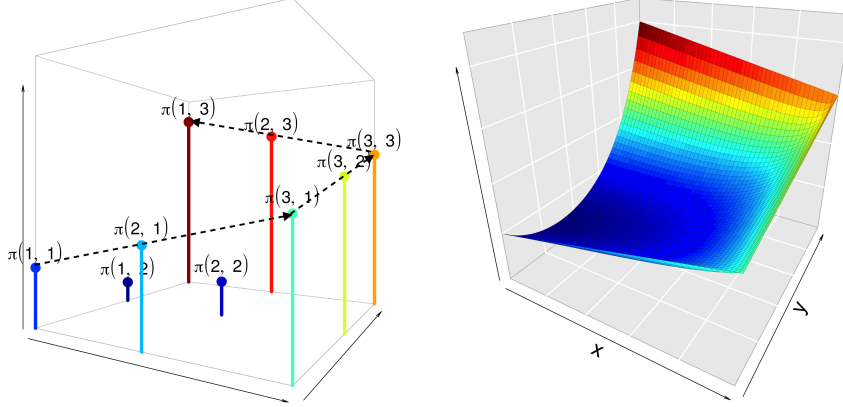 π(1, 3)
π(2, 3)
π(3, 3)
π(3, 2)
π(3, 1)
π(2, 1)
π(1, 1)
π(1, 2)
π(2, 2)
x
y